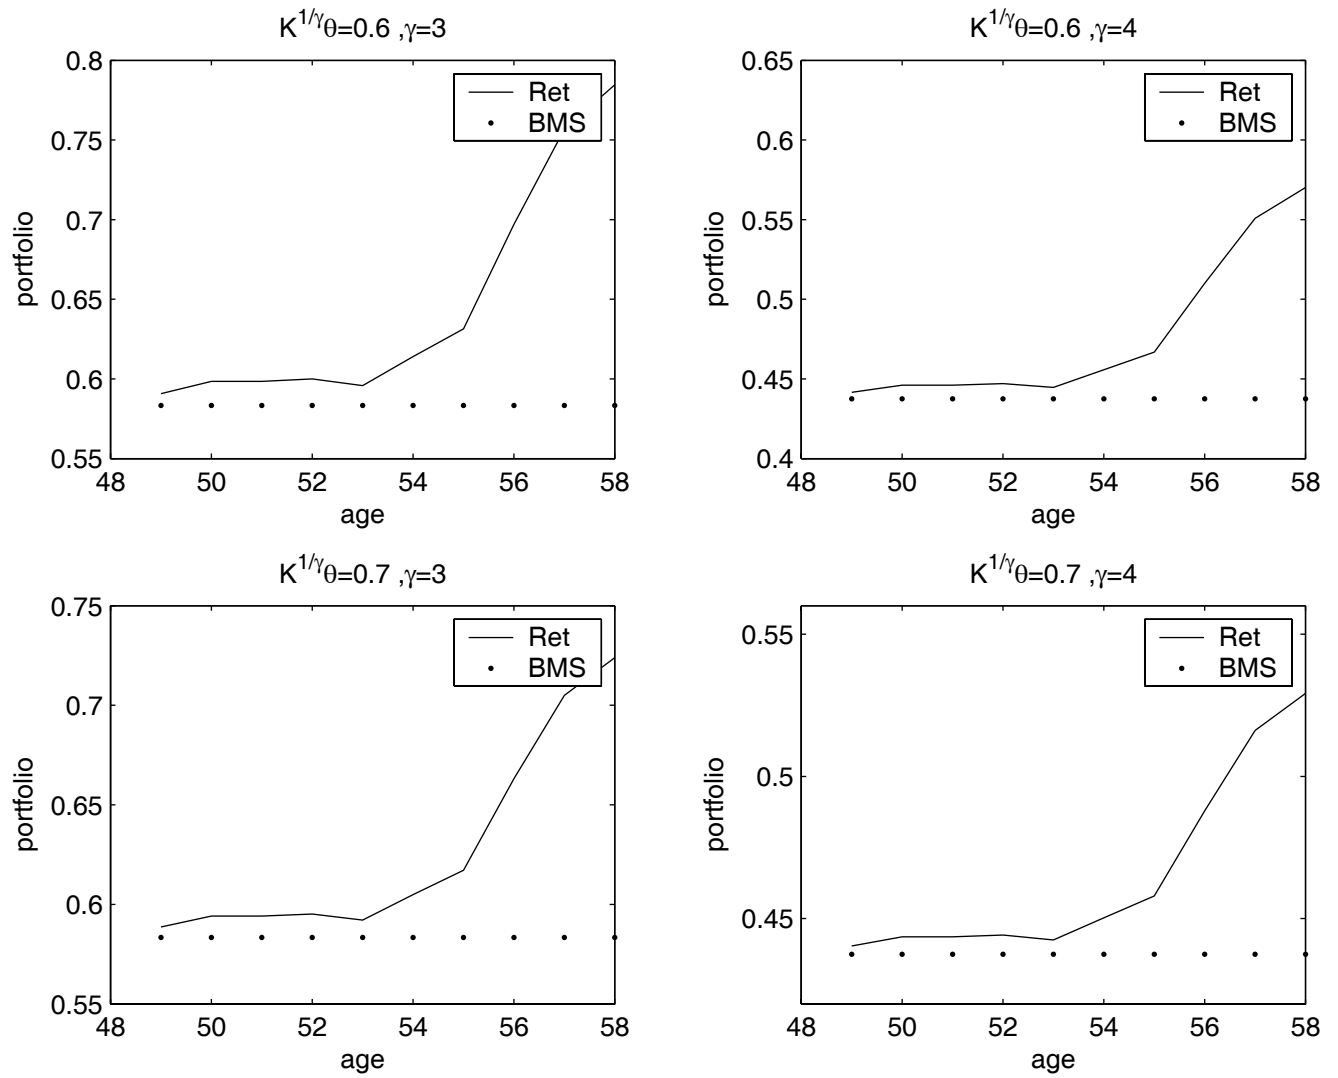 K^{1/γ}θ=0.6 ,γ=3
0.8
0.75
0.7
0.65
0.6
0.55
portfolio
48 50 52 54 56 58
age
Ret
BMS
K^{1/γ}θ=0.6 ,γ=4
0.65
0.6
0.55
0.5
0.45
0.4
portfolio
48 50 52 54 56 58
age
Ret
BMS
K^{1/γ}θ=0.7 ,γ=3
0.75
0.7
0.65
0.6
0.55
portfolio
48 50 52 54 56 58
age
Ret
BMS
K^{1/γ}θ=0.7 ,γ=4
0.55
0.5
0.45
portfolio
48 50 52 54 56 58
age
Ret
BMS